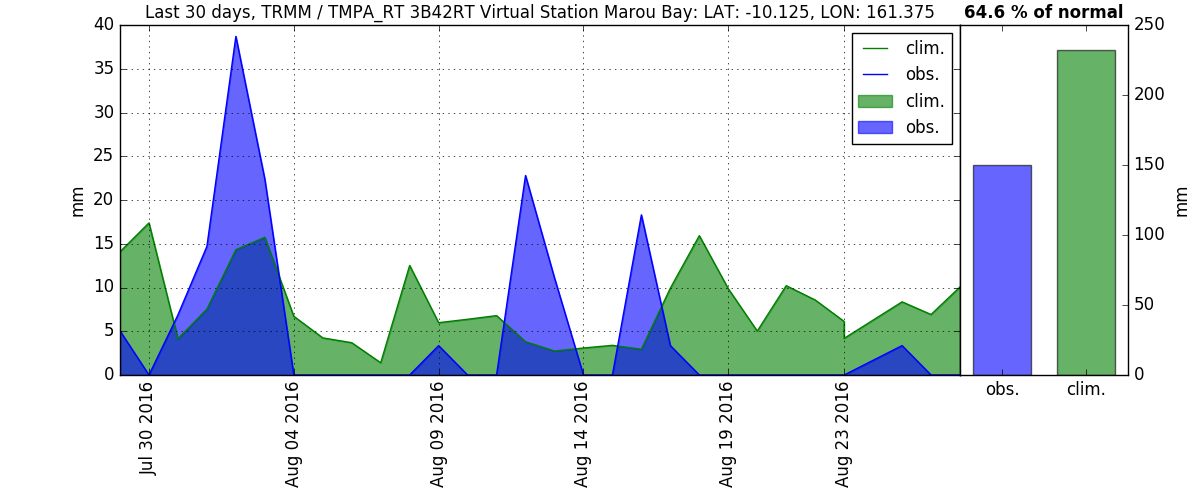 Last 30 days, TRMM / TMPA_RT 3B42RT Virtual Station Marou Bay: LAT: -10.125, LON: 161.375
64.6 % of normal
40
35
30
25
20
15
10
5
0
mm
clim.
obs.
clim.
obs.
Jul 30 2016
Aug 04 2016
Aug 09 2016
Aug 14 2016
Aug 19 2016
Aug 23 2016
250
200
150
100
50
0
mm
obs.
clim.